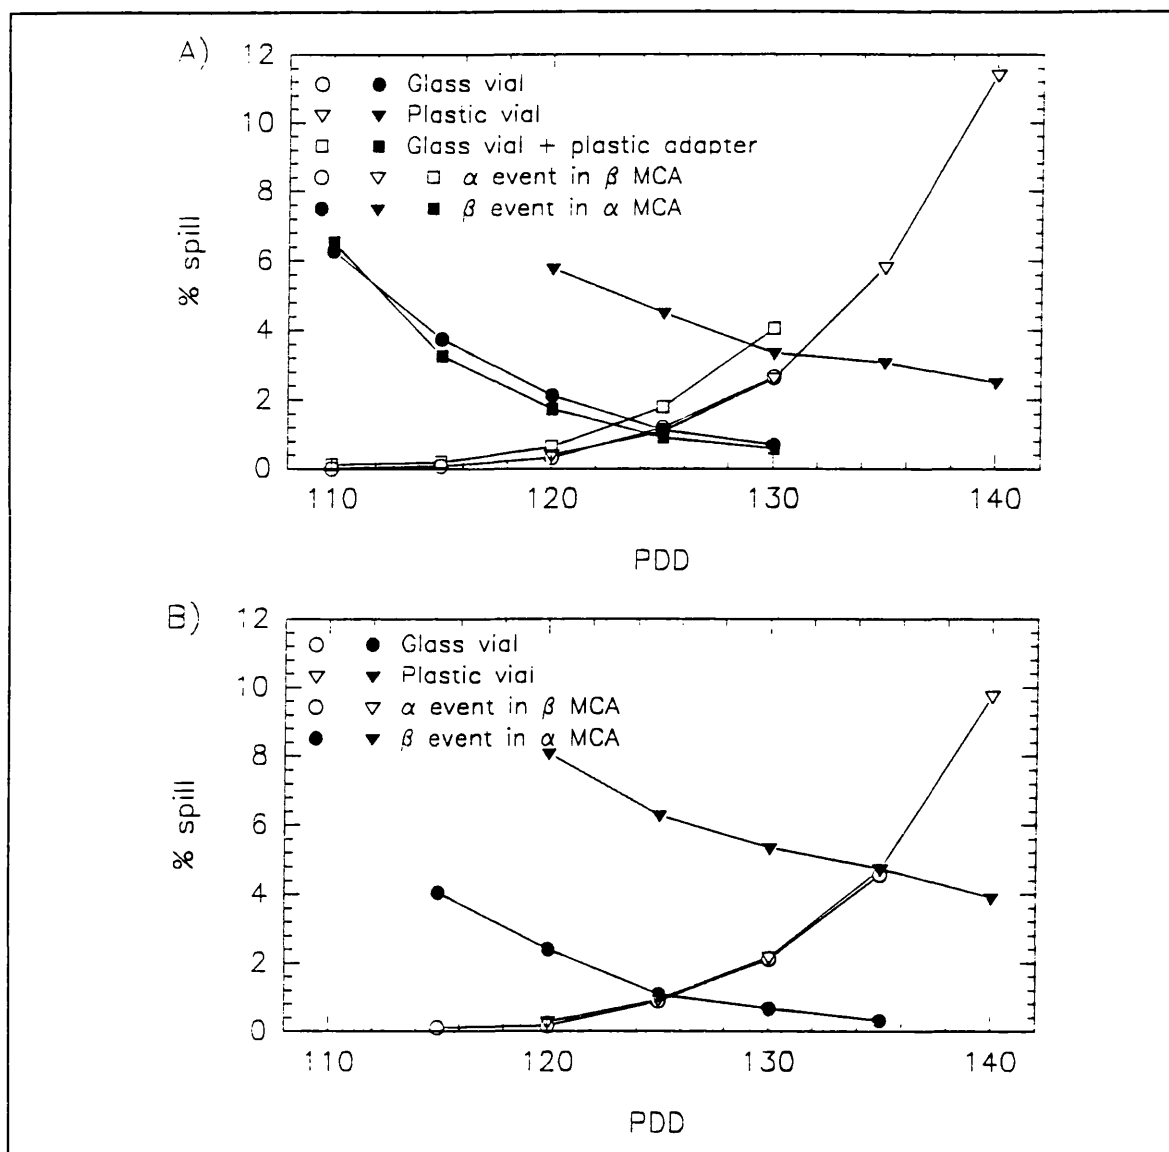 A)
12
10
8
6
4
2
0
% spill
Glass vial
Plastic vial
Glass vial + plastic adapter
α event in β MCA
β event in α MCA
110 120 130 140
PDD
B)
12
10
8
6
4
2
0
% spill
Glass vial
Plastic vial
α event in β MCA
β event in α MCA
110 120 130 140
PDD